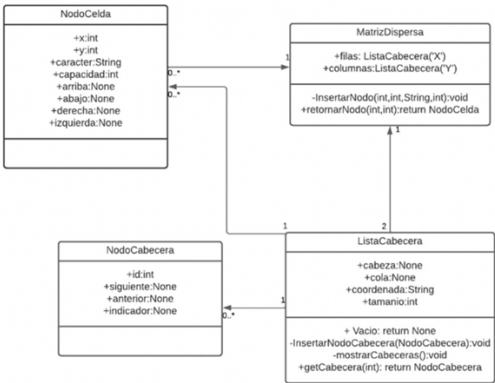 NodoCelda
+x:int
+y:int
+caracter:String
+capacidad:int
+arriba:None
+abajo:None
+derecha:None
+izquierda:None
0..*
0..*
1
MatrizDispersa
+filas: ListaCabecera('X')
+columnas:ListaCabecera('Y')
-InsertarNodo(int,int,String,int):void
+retornarNodo(int,int):return NodoCelda
1
1
2
NodoCabecera
+id:int
+siguiente:None
+anterior:None
+indicador:None
0..*
1
ListaCabecera
+cabeza:None
+cola:None
+coordenada:String
+tamanio:int
+ Vacio: return None
-InsertarNodoCabecera(NodoCabecera):void
-mostrarCabeceras():void
+getCabecera(int): return NodoCabecera